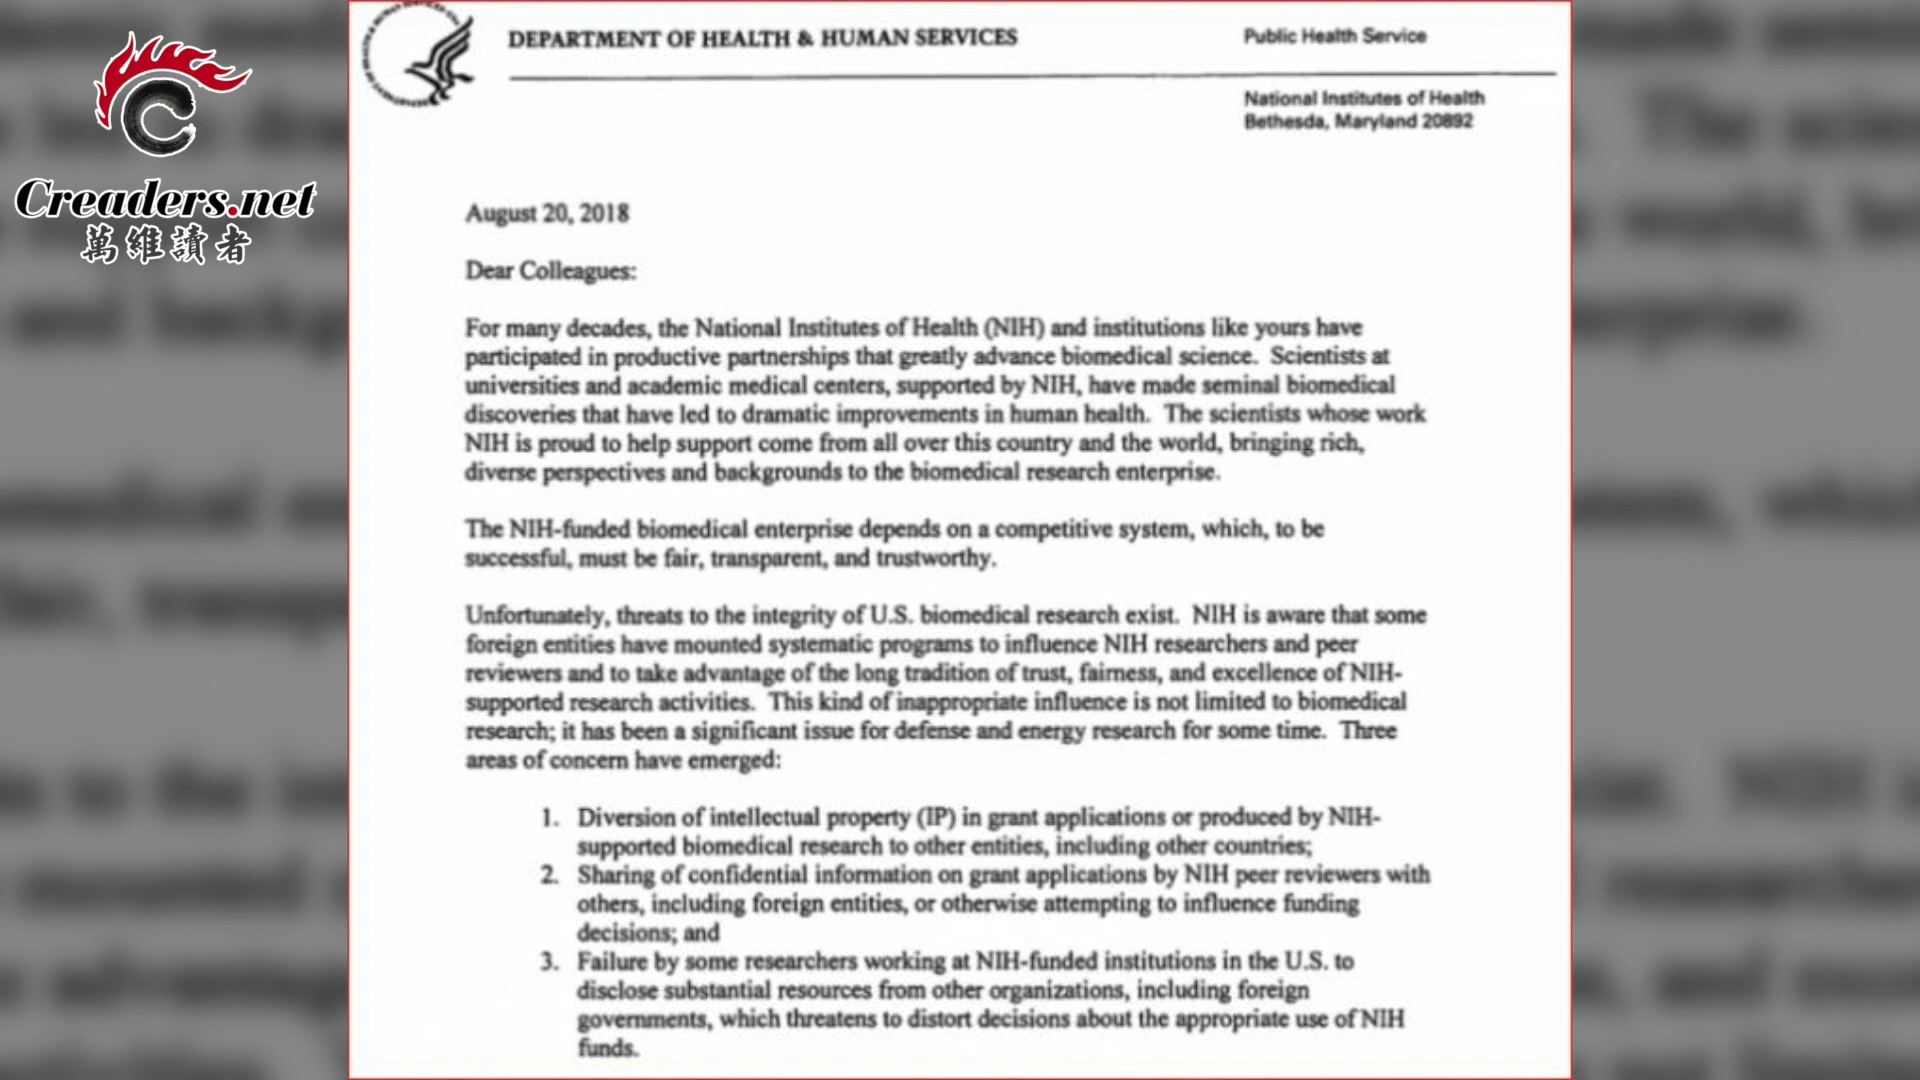 Creaders.net
萬維讀者
DEPARTMENT OF HEALTH & HUMAN SERVICES
Public Health Service
National Institutes of Health
Bethesda, Maryland 20892
August 20, 2018
Dear Colleagues:
For many decades, the National Institutes of Health (NIH) and institutions like yours have
participated in productive partnerships that greatly advance biomedical science. Scientists at
universities and academic medical centers, supported by NIH, have made seminal biomedical
discoveries that have led to dramatic improvements in human health. The scientists whose work
NIH is proud to help support come from all over this country and the world, bringing rich,
diverse perspectives and backgrounds to the biomedical research enterprise.
The NIH-funded biomedical enterprise depends on a competitive system, which, to be
successful, must be fair, transparent, and trustworthy.
Unfortunately, threats to the integrity of U.S. biomedical research exist. NIH is aware that some
foreign entities have mounted systematic programs to influence NIH researchers and peer
reviewers and to take advantage of the long tradition of trust, fairness, and excellence of NIH-
supported research activities. This kind of inappropriate influence is not limited to biomedical
research; it has been a significant issue for defense and energy research for some time. Three
areas of concern have emerged:
1. Diversion of intellectual property (IP) in grant applications or produced by NIH-
supported biomedical research to other entities, including other countries;
2. Sharing of confidential information on grant applications by NIH peer reviewers with
others, including foreign entities, or otherwise attempting to influence funding
decisions; and
3. Failure by some researchers working at NIH-funded institutions in the U.S. to
disclose substantial resources from other organizations, including foreign
governments, which threatens to distort decisions about the appropriate use of NIH
funds.